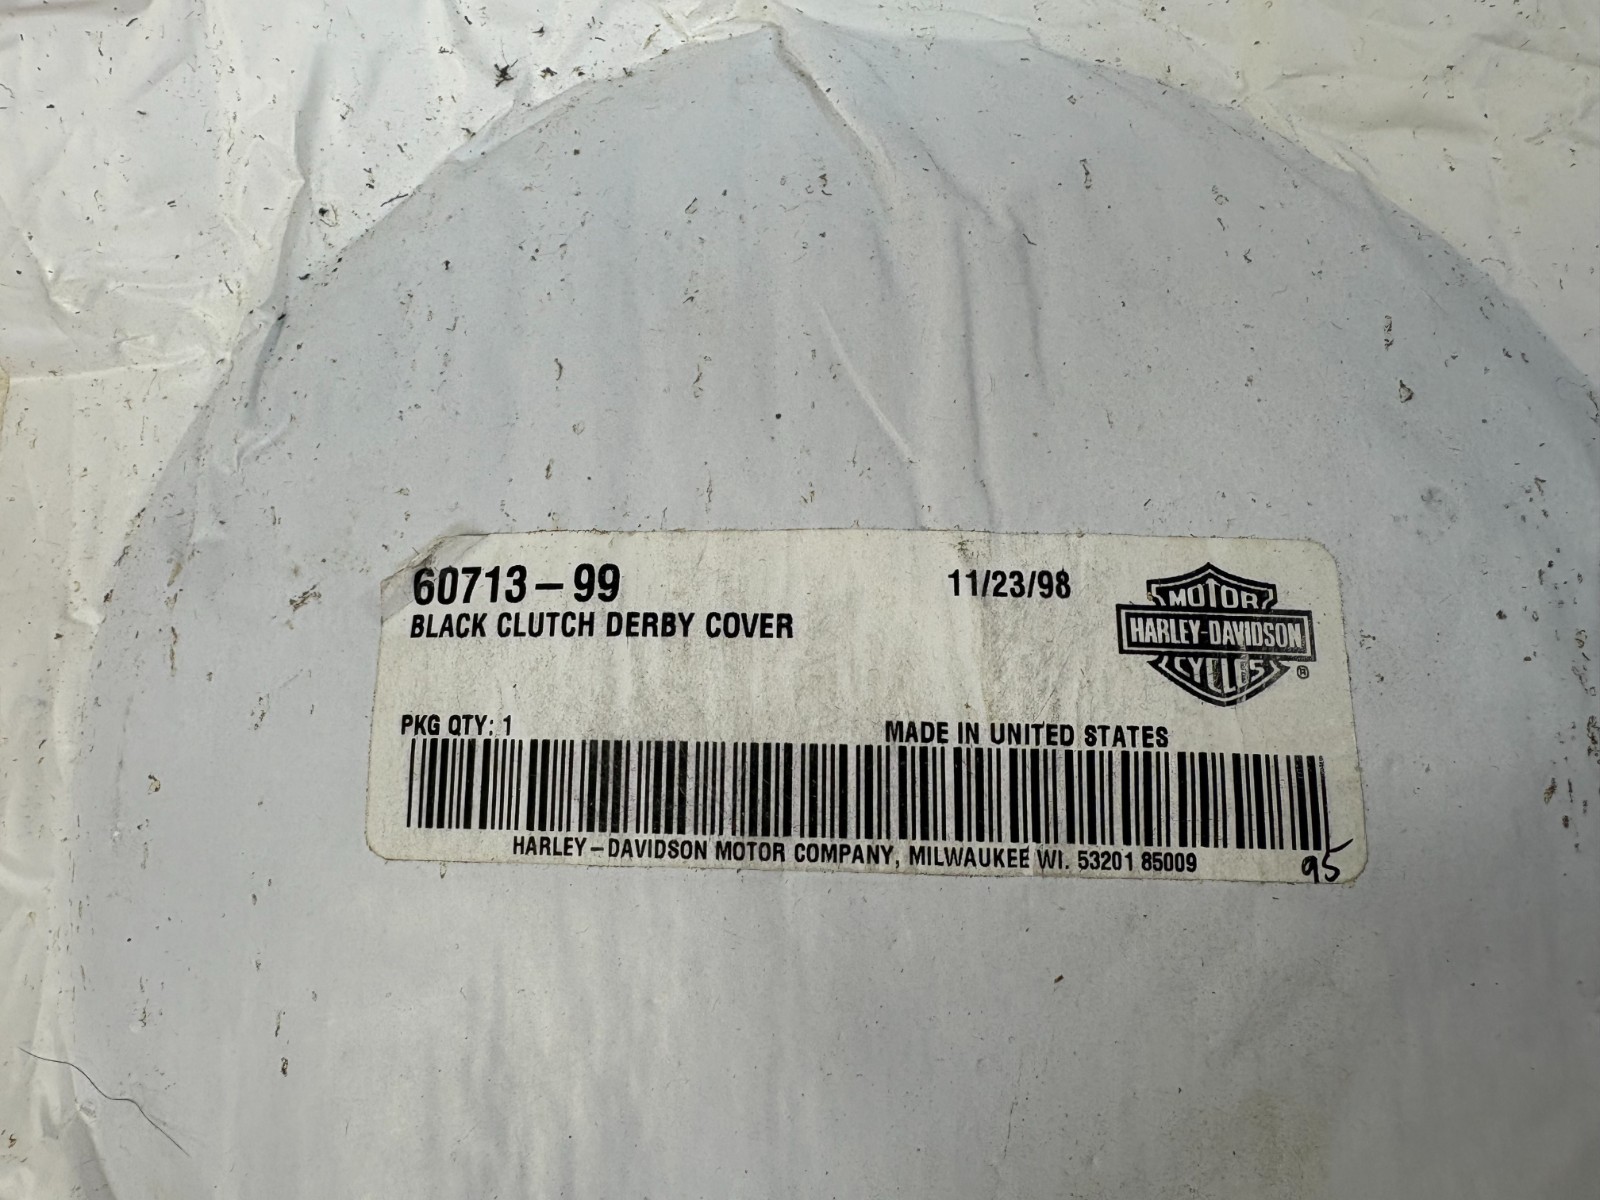 60713-99
11/23/98
BLACK CLUTCH DERBY COVER
MOTOR
HARLEY-DAVIDSON
CYCLES
®
PKG QTY: 1
MADE IN UNITED STATES
HARLEY-DAVIDSON MOTOR COMPANY, MILWAUKEE WI. 53201 85009
95